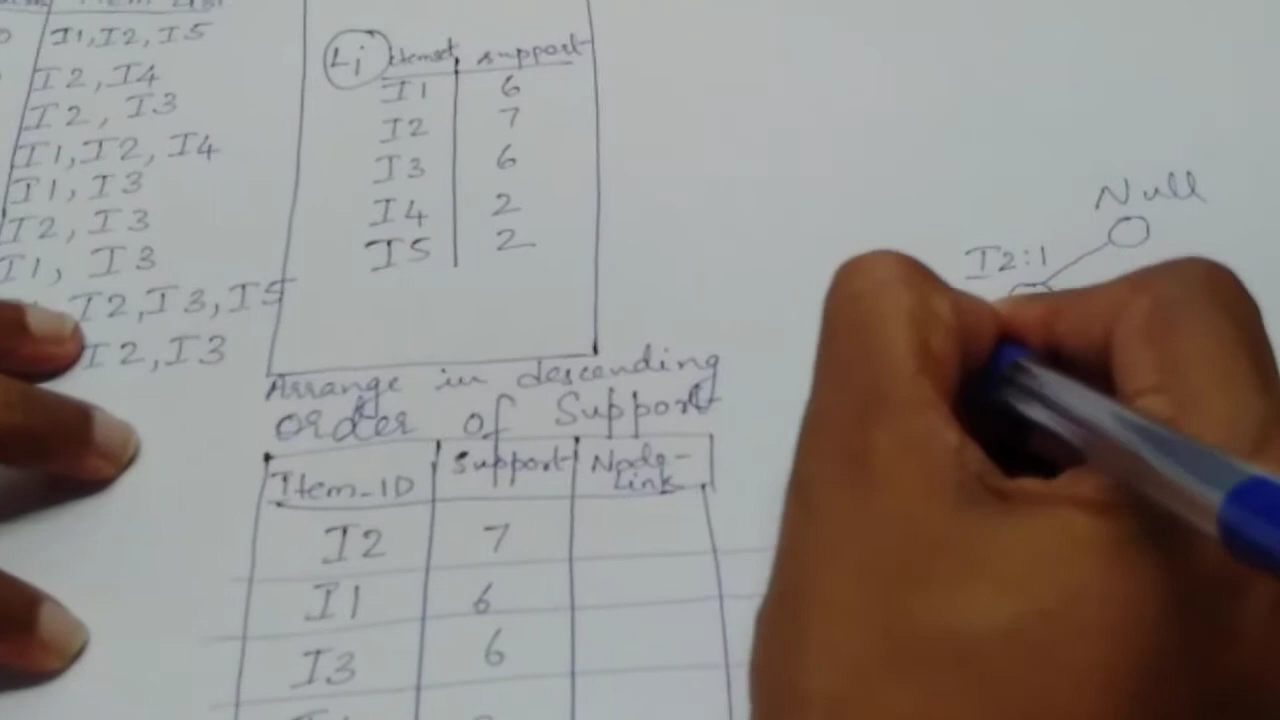 I1,I2,I5
I2,I4
I2,I3
I1,I2,I4
I1,I3
I2,I3
I1,I3
I2,I3,I5
I2,I3
L1 itemset support
I1 6
I2 7
I3 6
I4 2
I5 2
Arrange in descending
order of Support
Item-ID Support Node-
Link
I2 7
I1 6
I3 6
Null
I2:1